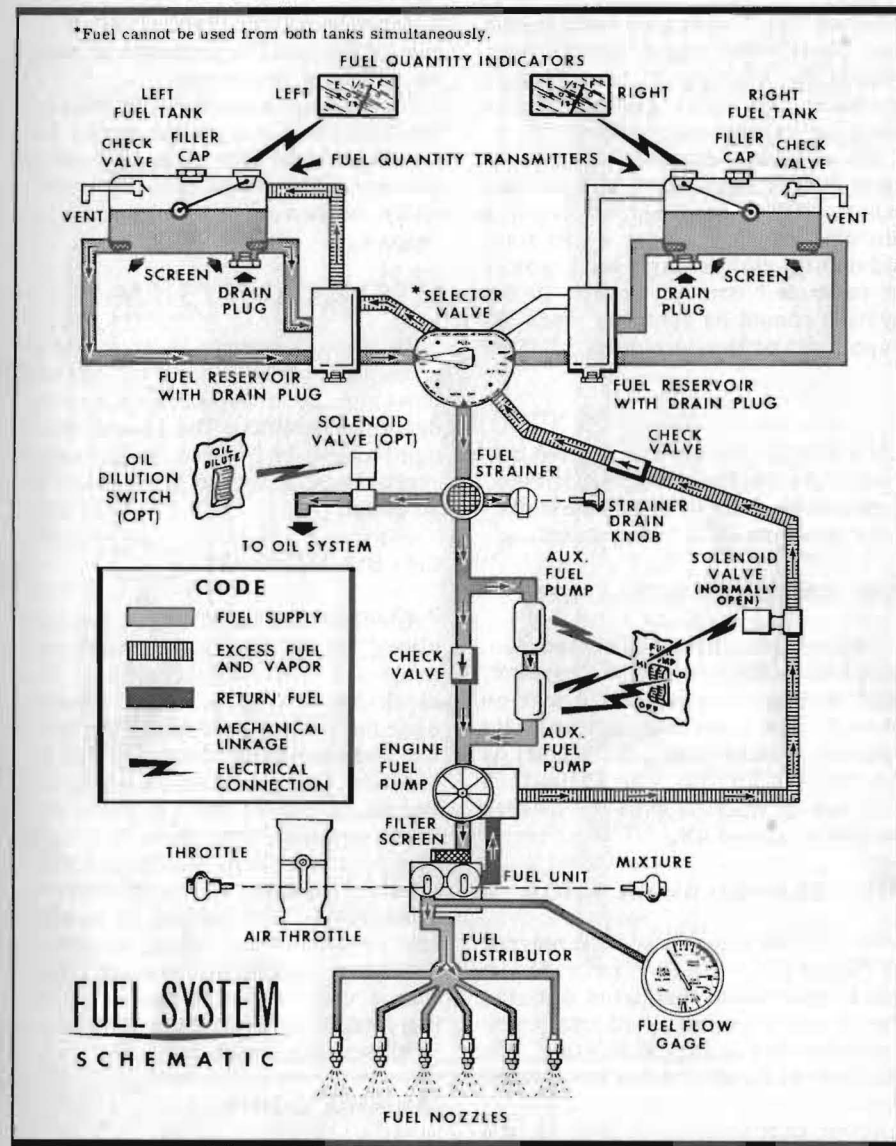 *Fuel cannot be used from both tanks simultaneously.
FUEL QUANTITY INDICATORS
LEFT
FUEL TANK
LEFT
RIGHT
RIGHT
FUEL TANK
CHECK
VALVE
FILLER
CAP
FUEL QUANTITY TRANSMITTERS
FILLER
CAP
CHECK
VALVE
VENT
VENT
SCREEN
DRAIN
PLUG
*SELECTOR
VALVE
DRAIN
PLUG
SCREEN
FUEL RESERVOIR
WITH DRAIN PLUG
FUEL RESERVOIR
WITH DRAIN PLUG
SOLENOID
VALVE (OPT)
OIL
DILUTION
SWITCH
(OPT)
OIL
DILUTE
FUEL
STRAINER
CHECK
VALVE
STRAINER
DRAIN
KNOB
TO OIL SYSTEM
AUX.
FUEL
PUMP
SOLENOID
VALVE
(NORMALLY
OPEN)
CODE
FUEL SUPPLY
EXCESS FUEL
AND VAPOR
RETURN FUEL
MECHANICAL
LINKAGE
ELECTRICAL
CONNECTION
CHECK
VALVE
LO
AUX.
FUEL
PUMP
ENGINE
FUEL
PUMP
FILTER
SCREEN
THROTTLE
FUEL UNIT
MIXTURE
AIR THROTTLE
FUEL
DISTRIBUTOR
FUEL FLOW
GAGE
FUEL SYSTEM
SCHEMATIC
FUEL NOZZLES